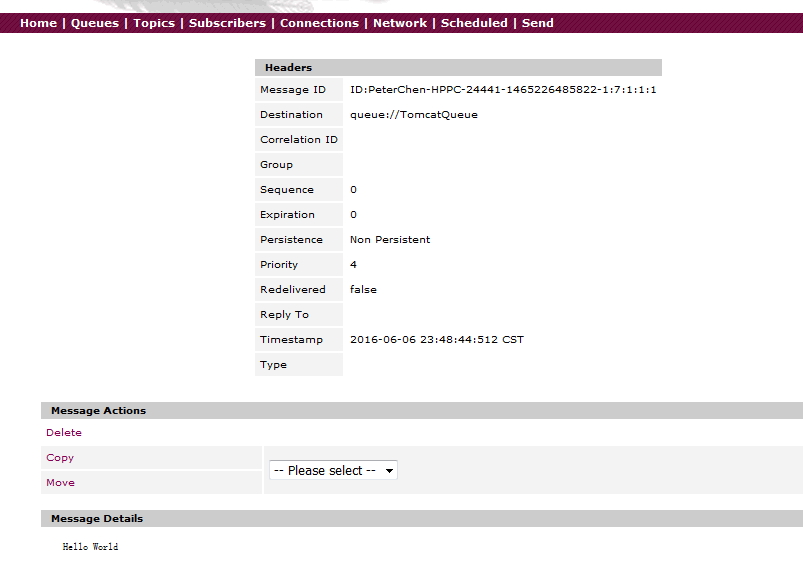 Home | Queues | Topics | Subscribers | Connections | Network | Scheduled | Send
Headers
Message ID ID:PeterChen-HPPC-24441-1465226485822-1:7:1:1:1
Destination queue://TomcatQueue
Correlation ID
Group
Sequence 0
Expiration 0
Persistence Non Persistent
Priority 4
Redelivered false
Reply To
Timestamp 2016-06-06 23:48:44:512 CST
Type
Message Actions
Delete
Copy
-- Please select --
Move
Message Details
Hello World